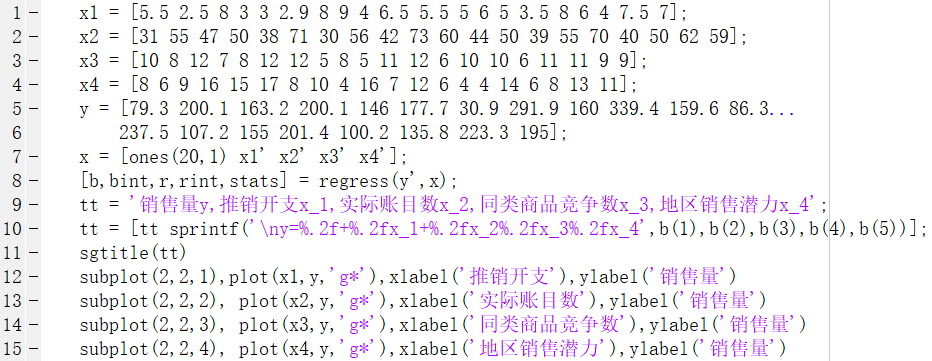 1 - x1 = [5.5 2.5 8 3 3 2.9 8 9 4 6.5 5.5 5 6 5 3.5 8 6 4 7.5 7];
2 - x2 = [31 55 47 50 38 71 30 56 42 73 60 44 50 39 55 70 40 50 62 59];
3 - x3 = [10 8 12 7 8 12 12 5 8 5 11 12 6 10 10 6 11 11 9 9];
4 - x4 = [8 6 9 16 15 17 8 10 4 16 7 12 6 4 4 14 6 8 13 11];
5 - y = [79.3 200.1 163.2 200.1 146 177.7 30.9 291.9 160 339.4 159.6 86.3...
6 237.5 107.2 155 201.4 100.2 135.8 223.3 195];
7 - x = [ones(20,1) x1' x2' x3' x4'];
8 - [b,bint,r,rint,stats] = regress(y',x);
9 - tt = '销售量y,推销开支x_1,实际账目数x_2,同类商品竞争数x_3,地区销售潜力x_4';
10 - tt = [tt sprintf('\ny=%.2f+%.2fx_1+%.2fx_2%.2fx_3%.2fx_4',b(1),b(2),b(3),b(4),b(5))];
11 - sgtitle(tt)
12 - subplot(2,2,1),plot(x1,y,'g*'),xlabel('推销开支'),ylabel('销售量')
13 - subplot(2,2,2), plot(x2,y,'g*'),xlabel('实际账目数'),ylabel('销售量')
14 - subplot(2,2,3), plot(x3,y,'g*'),xlabel('同类商品竞争数'),ylabel('销售量')
15 - subplot(2,2,4), plot(x4,y,'g*'),xlabel('地区销售潜力'),ylabel('销售量')